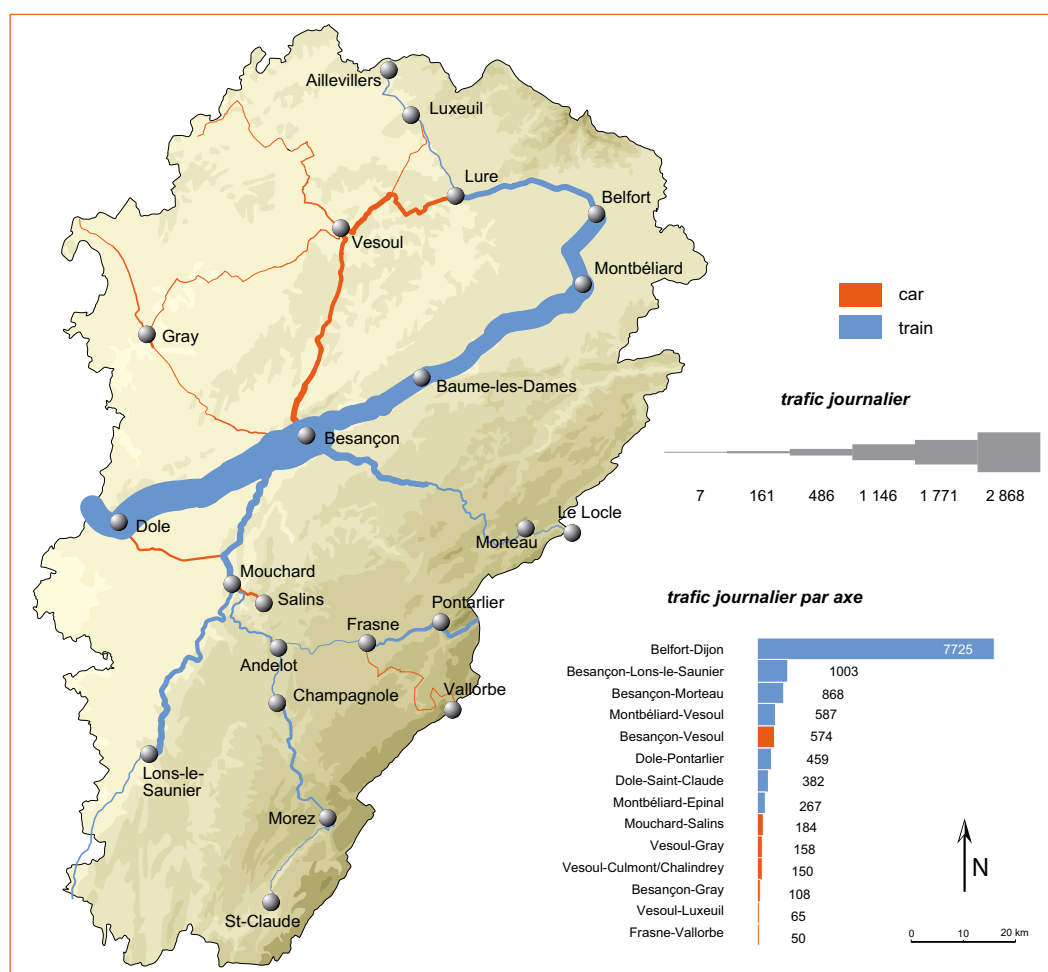 Aillevillers
Luxeuil
Lure
Belfort
Vesoul
Montbéliard
Gray
Baume-les-Dames
Besançon
Dole
Le Locle
Morteau
Mouchard
Salins
Pontarlier
Frasne
Andelot
Champagnole
Vallorbe
Lons-le-
Saunier
Morez
St-Claude
car
train
trafic journalier
7 161 486 1 146 1 771 2 868
trafic journalier par axe
Belfort-Dijon 7725
Besançon-Lons-le-Saunier 1003
Besançon-Morteau 868
Montbéliard-Vesoul 587
Besançon-Vesoul 574
Dole-Pontarlier 459
Dole-Saint-Claude 382
Montbéliard-Epinal 267
Mouchard-Salins 184
Vesoul-Gray 158
Vesoul-Culmont/Chalindrey 150
Besançon-Gray 108
Vesoul-Luxeuil 65
Frasne-Vallorbe 50
N
0 10 20 km